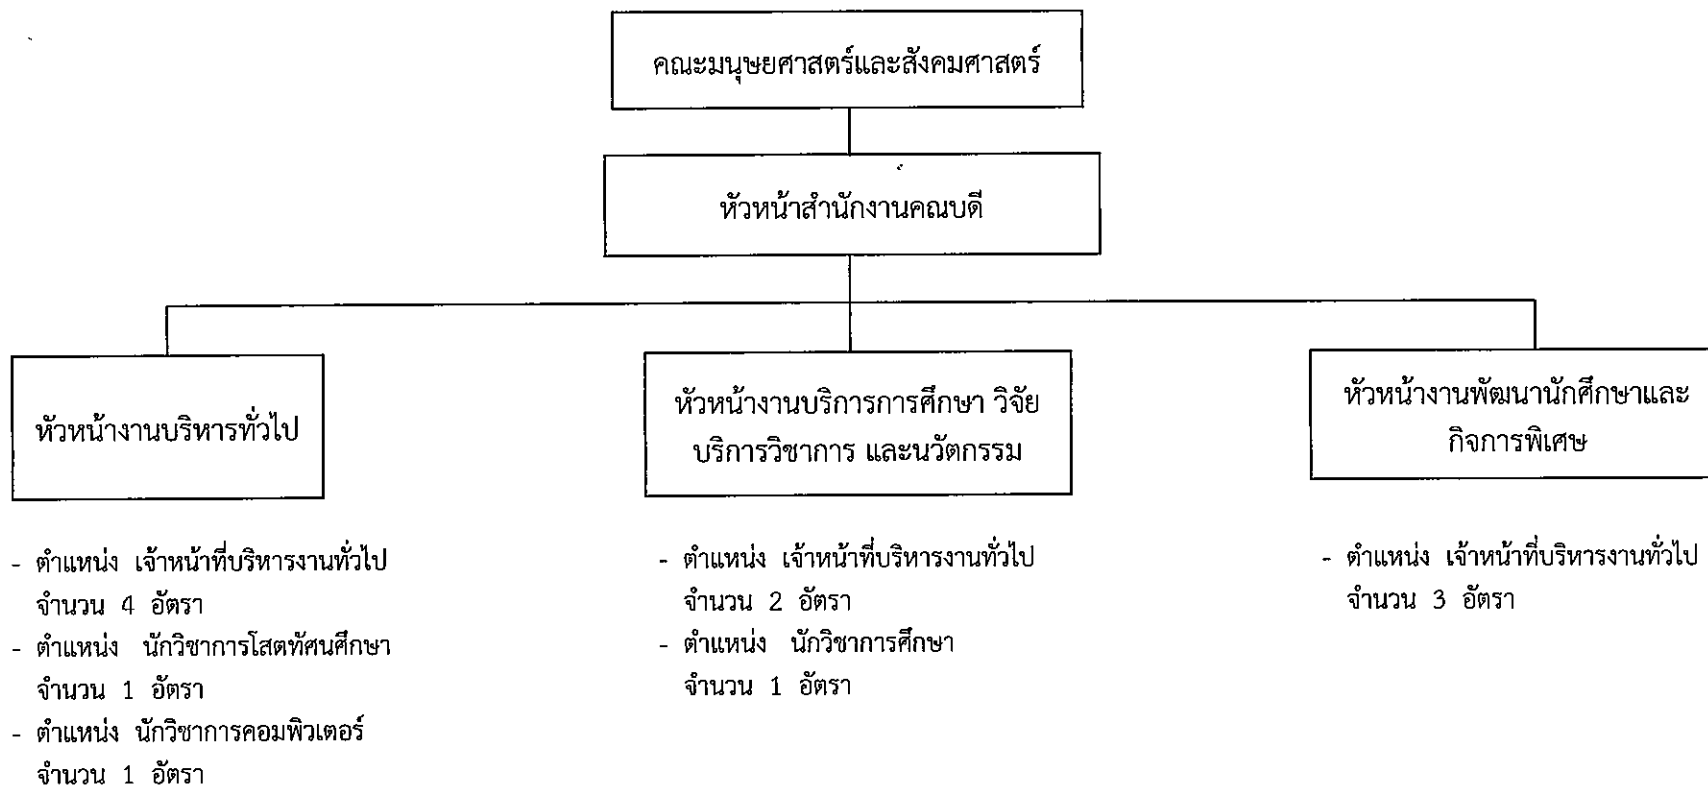 คณะมนุษยศาสตร์และสังคมศาสตร์
หัวหน้าสำนักงานคณบดี
หัวหน้างานบริหารทั่วไป
หัวหน้างานบริการการศึกษา วิจัย
บริการวิชาการ และนวัตกรรม
หัวหน้างานพัฒนานักศึกษาและ
กิจการพิเศษ
- ตำแหน่ง เจ้าหน้าที่บริหารงานทั่วไป
จำนวน 4 อัตรา
- ตำแหน่ง นักวิชาการโสตทัศนศึกษา
จำนวน 1 อัตรา
- ตำแหน่ง นักวิชาการคอมพิวเตอร์
จำนวน 1 อัตรา
- ตำแหน่ง เจ้าหน้าที่บริหารงานทั่วไป
จำนวน 2 อัตรา
- ตำแหน่ง นักวิชาการศึกษา
จำนวน 1 อัตรา
- ตำแหน่ง เจ้าหน้าที่บริหารงานทั่วไป
จำนวน 3 อัตรา